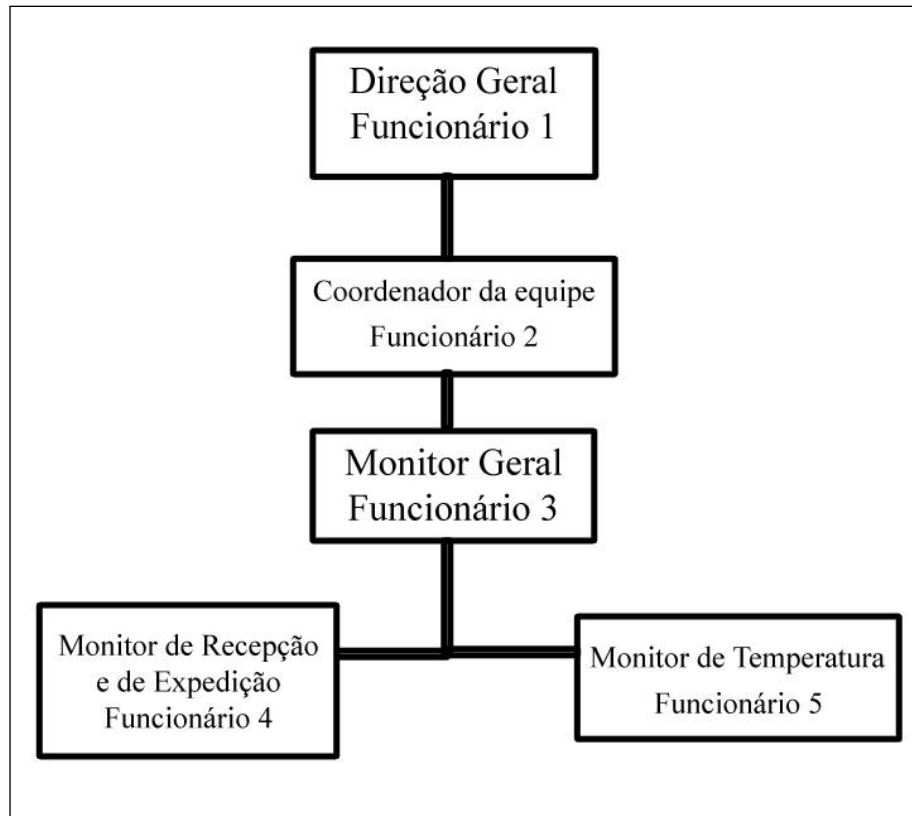 Direção Geral
Funcionário 1
Coordenador da equipe
Funcionário 2
Monitor Geral
Funcionário 3
Monitor de Recepção
e de Expedição
Funcionário 4
Monitor de Temperatura
Funcionário 5